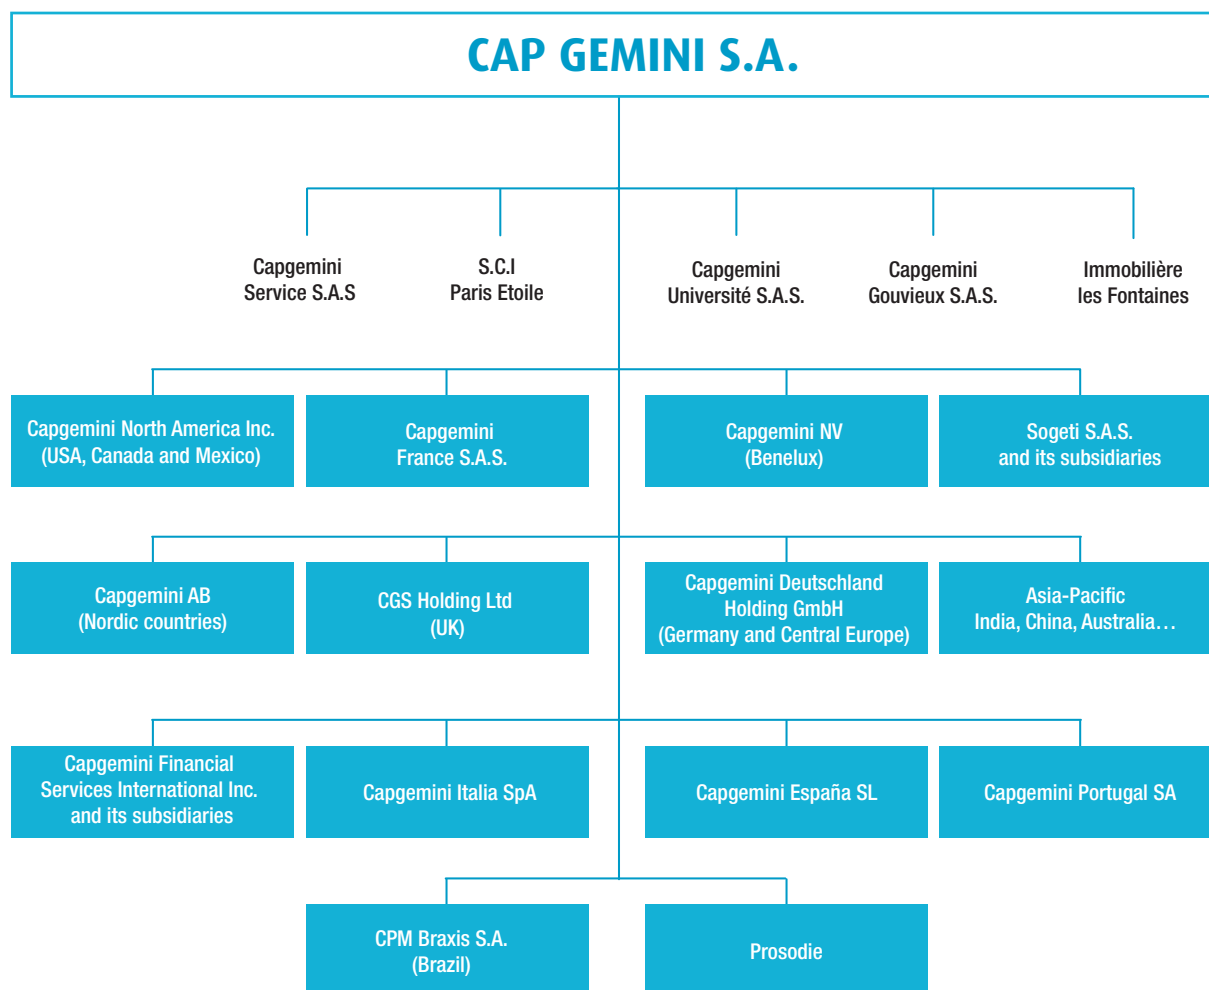 CAP GEMINI S.A.
Capgemini
Service S.A.S
S.C.I
Paris Etoile
Capgemini
Université S.A.S.
Capgemini
Gouvieux S.A.S.
Immobilière
les Fontaines
Capgemini North America Inc.
(USA, Canada and Mexico)
Capgemini
France S.A.S.
Capgemini NV
(Benelux)
Sogeti S.A.S.
and its subsidiaries
Capgemini AB
(Nordic countries)
CGS Holding Ltd
(UK)
Capgemini Deutschland
Holding GmbH
(Germany and Central Europe)
Asia-Pacific
India, China, Australia…
Capgemini Financial
Services International Inc.
and its subsidiaries
Capgemini Italia SpA
Capgemini España SL
Capgemini Portugal SA
CPM Braxis S.A.
(Brazil)
Prosodie